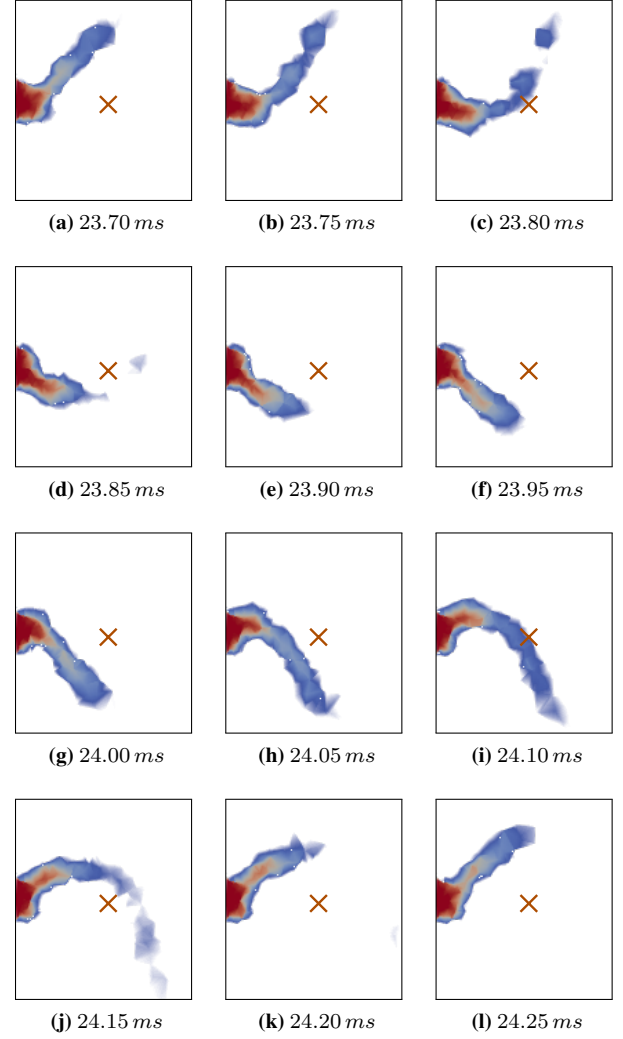 (a) 23.70 ms (b) 23.75 ms (c) 23.80 ms
(d) 23.85 ms (e) 23.90 ms (f) 23.95 ms
(g) 24.00 ms (h) 24.05 ms (i) 24.10 ms
(j) 24.15 ms (k) 24.20 ms (l) 24.25 ms